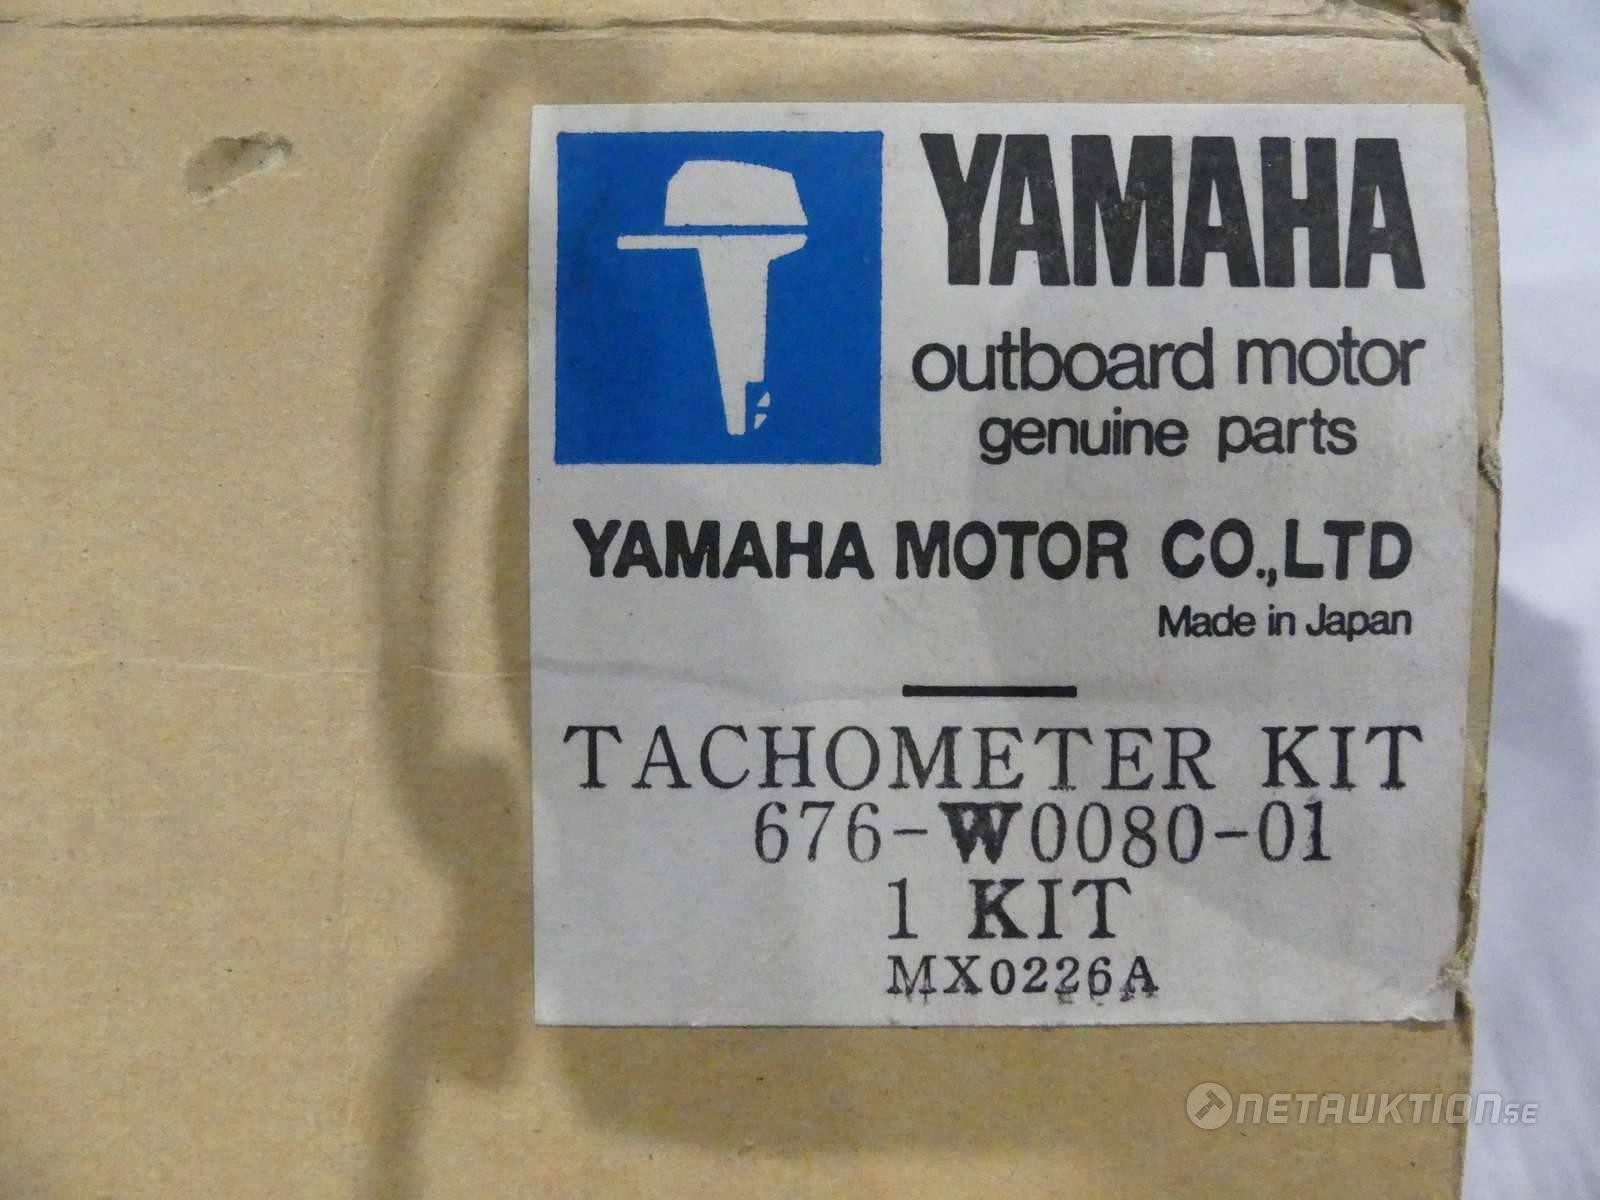 YAMAHA
outboard motor
genuine parts
YAMAHA MOTOR CO.,LTD
Made in Japan
TACHOMETER KIT
676-W0080-01
1 KIT
MX0226A
NETAUKTION.SE